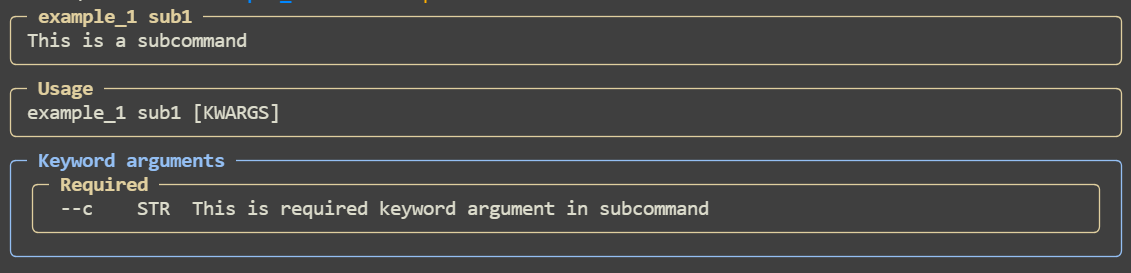 example_1 sub1
This is a subcommand
Usage
example_1 sub1 [KWARGS]
Keyword arguments
Required
--c    STR  This is required keyword argument in subcommand